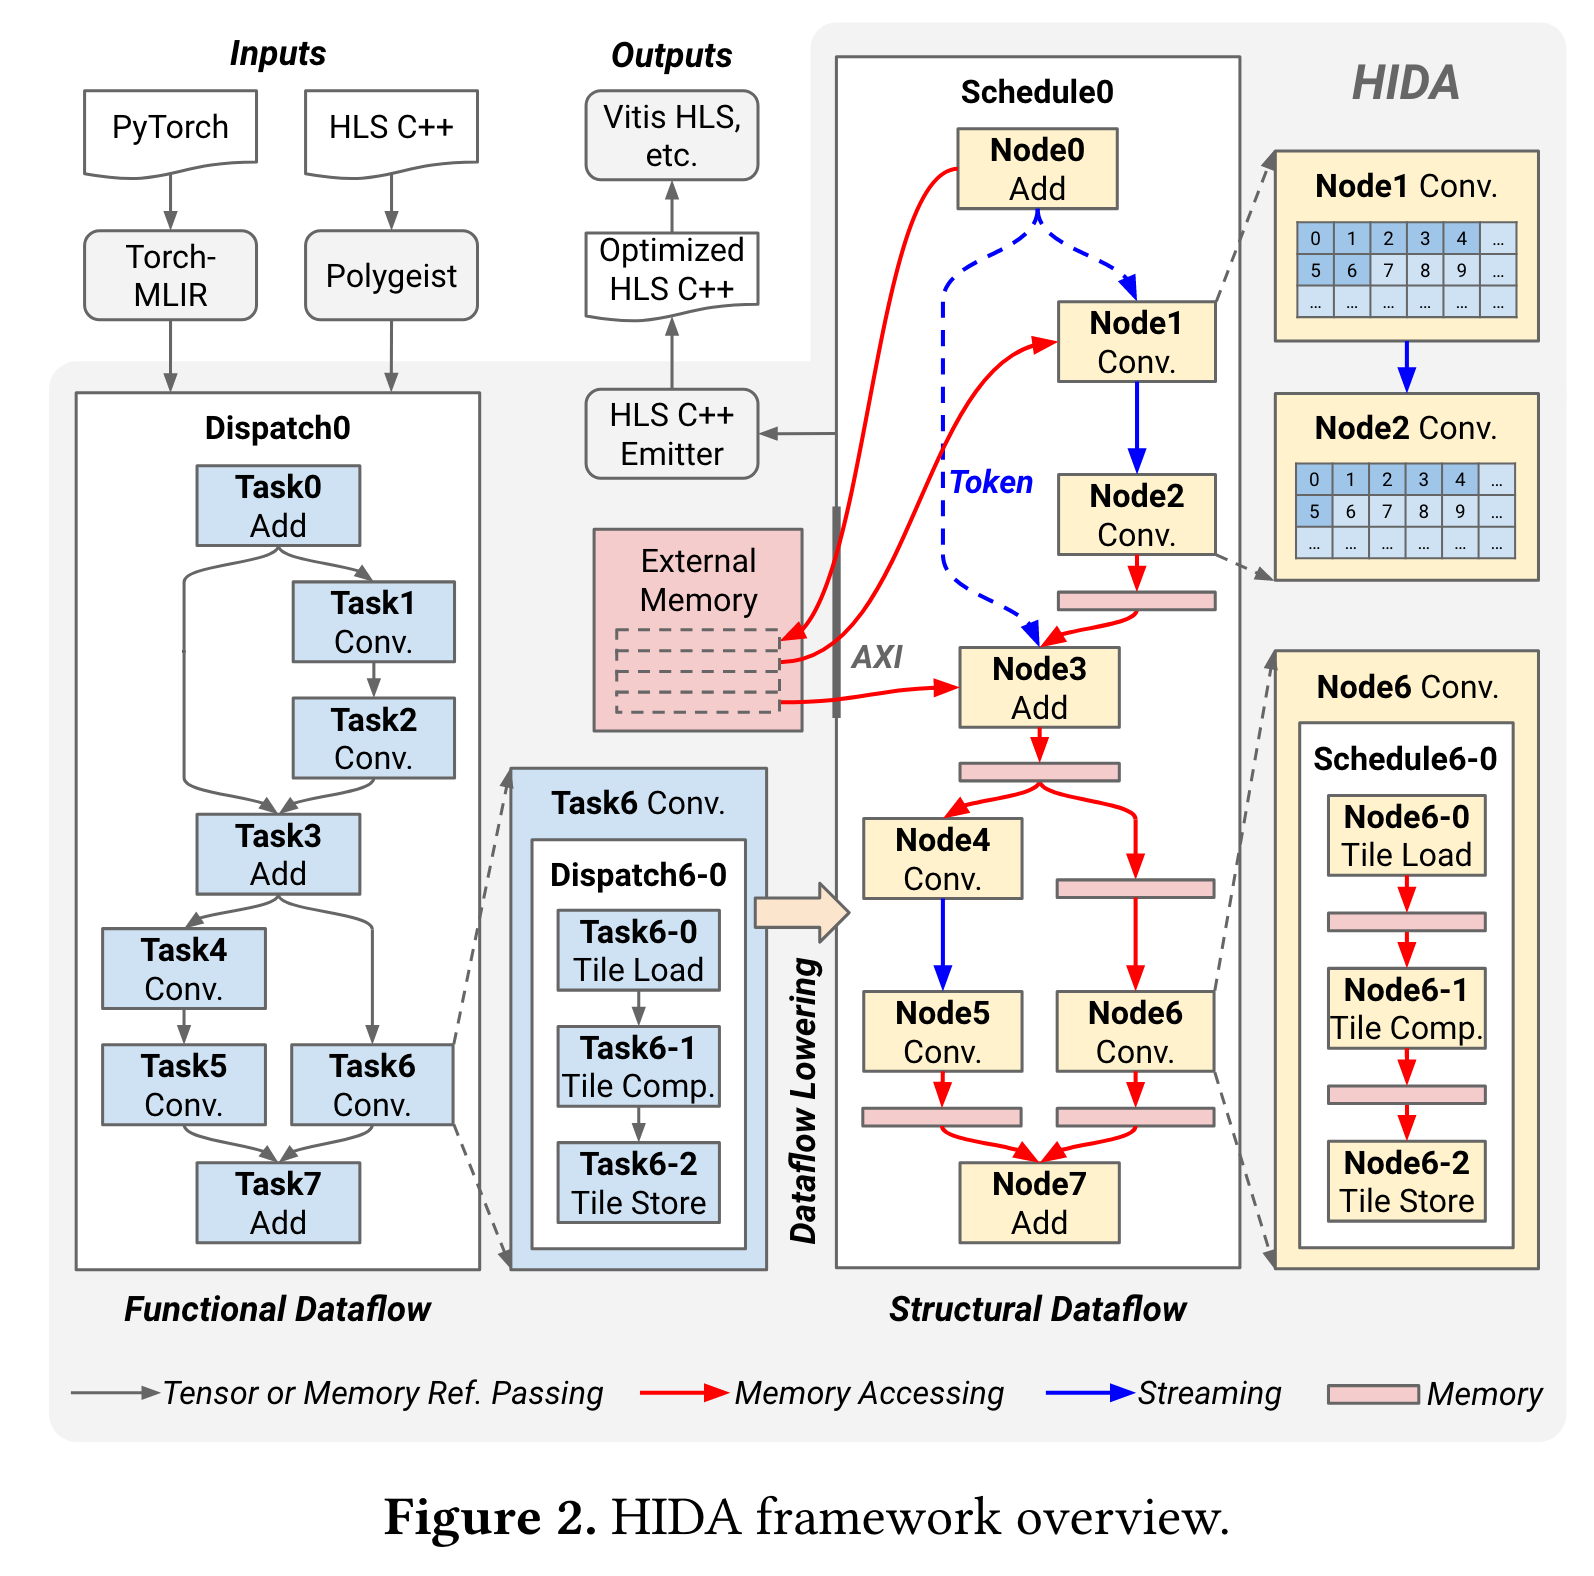 Inputs
PyTorch
HLS C++
Torch-
MLIR
Polygeist
Outputs
Vitis HLS,
etc.
Optimized
HLS C++
HLS C++
Emitter
External
Memory
AXI
HIDA
Dispatch0
Task0
Add
Task1
Conv.
Task2
Conv.
Task3
Add
Task4
Conv.
Task5
Conv.
Task6
Conv.
Task7
Add
Functional Dataflow
Task6 Conv.
Dispatch6-0
Task6-0
Tile Load
Task6-1
Tile Comp.
Task6-2
Tile Store
Dataflow Lowering
Schedule0
Node0
Add
Node1
Conv.
Token
Node2
Conv.
Node3
Add
Node4
Conv.
Node5
Conv.
Node6
Conv.
Node7
Add
Structural Dataflow
Node1 Conv.
0 1 2 3 4 ...
5 6 7 8 9 ...
... ... ... ... ... ...
Node2 Conv.
0 1 2 3 4 ...
5 6 7 8 9 ...
... ... ... ... ... ...
Node6 Conv.
Schedule6-0
Node6-0
Tile Load
Node6-1
Tile Comp.
Node6-2
Tile Store
Tensor or Memory Ref. Passing
Memory Accessing
Streaming
Memory
Figure 2. HIDA framework overview.